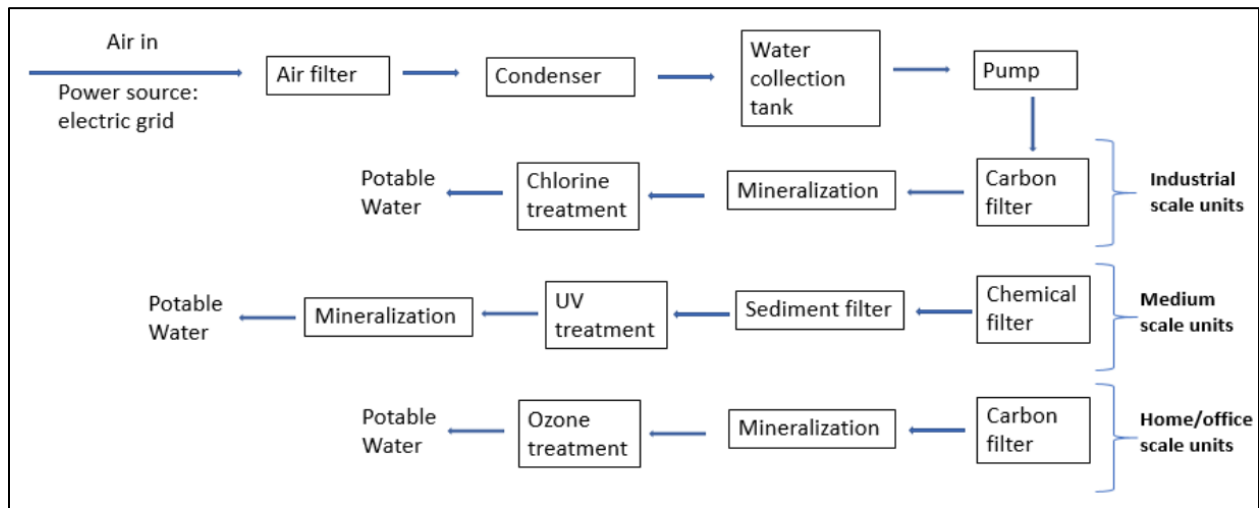 Air in
Power source:
electric grid
Air filter
Condenser
Water
collection
tank
Pump
Potable
Water
Chlorine
treatment
Mineralization
Carbon
filter
Industrial
scale units
Potable
Water
Mineralization
UV
treatment
Sediment filter
Chemical
filter
Medium
scale units
Potable
Water
Ozone
treatment
Mineralization
Carbon
filter
Home/office
scale units